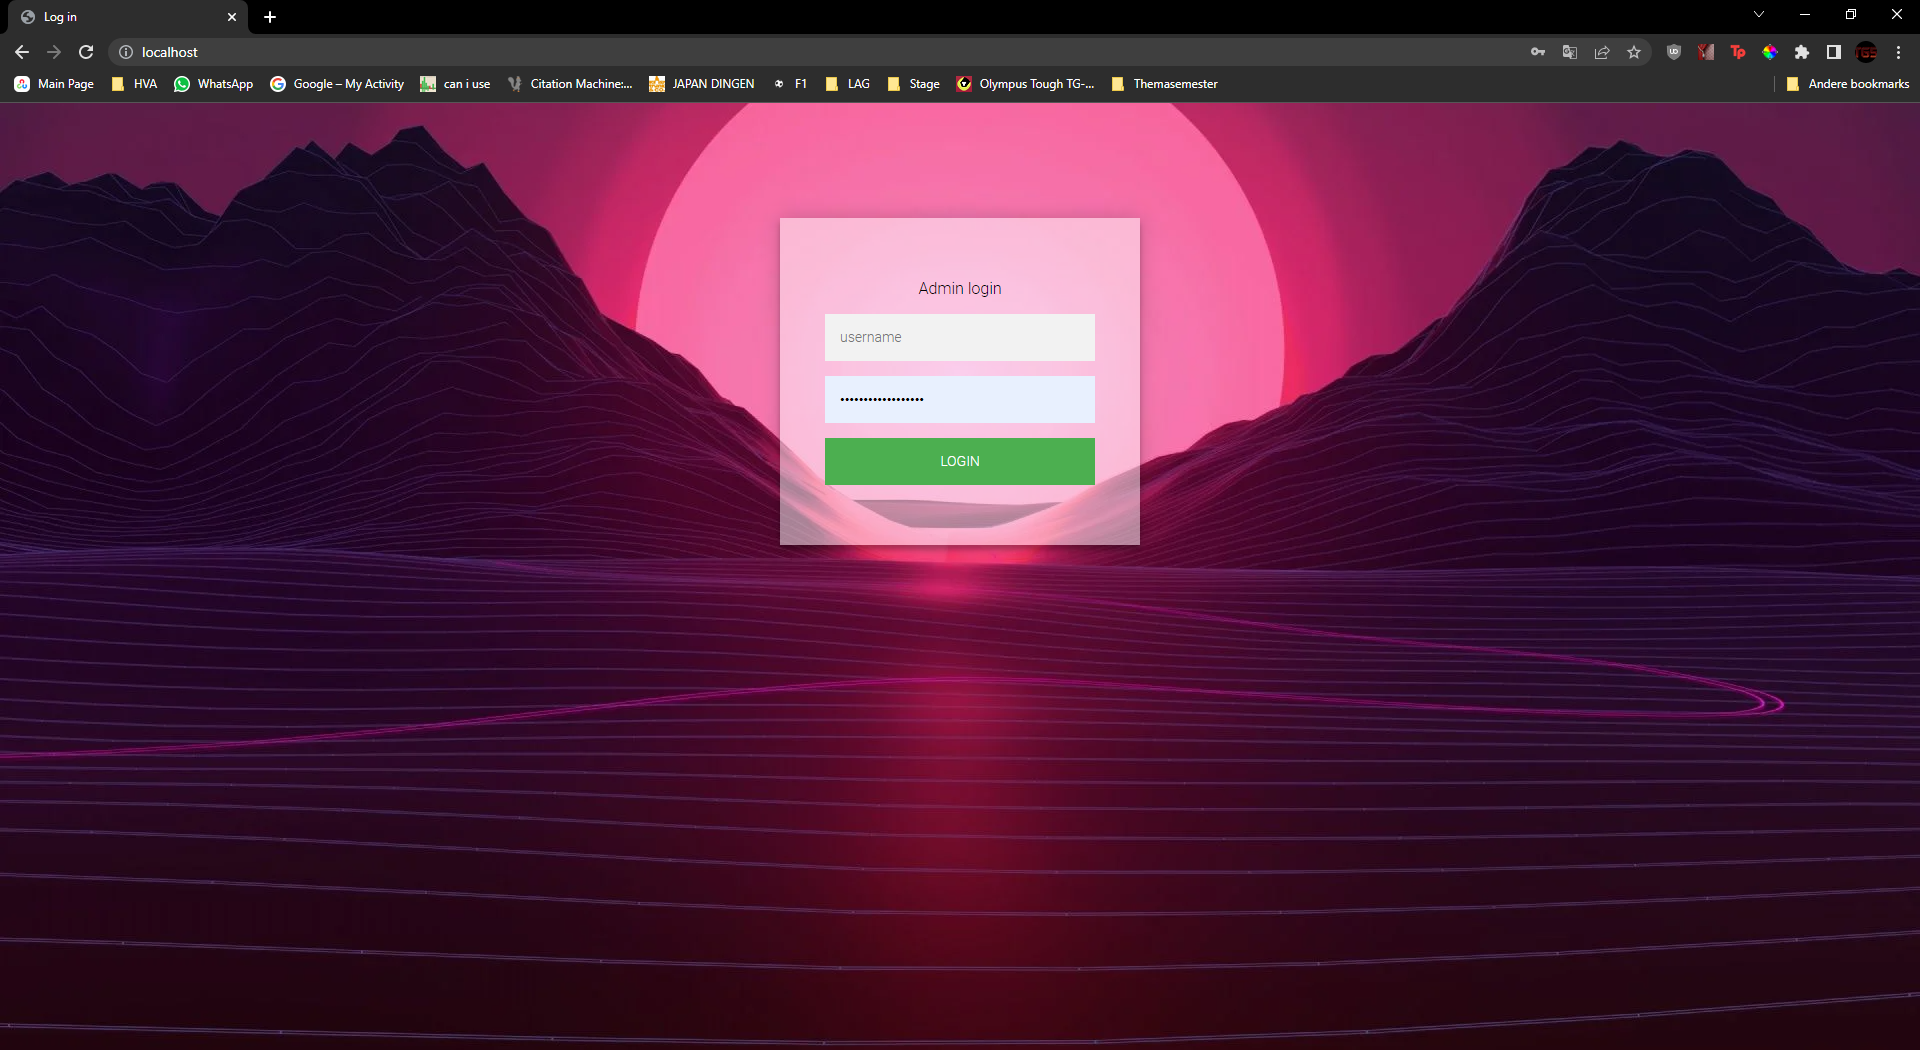 Log in
localhost
Main Page HVA WhatsApp Google – My Activity can i use Citation Machine:... JAPAN DINGEN F1 LAG Stage Olympus Tough TG-... Themasemester Andere bookmarks
Admin login
username
LOGIN